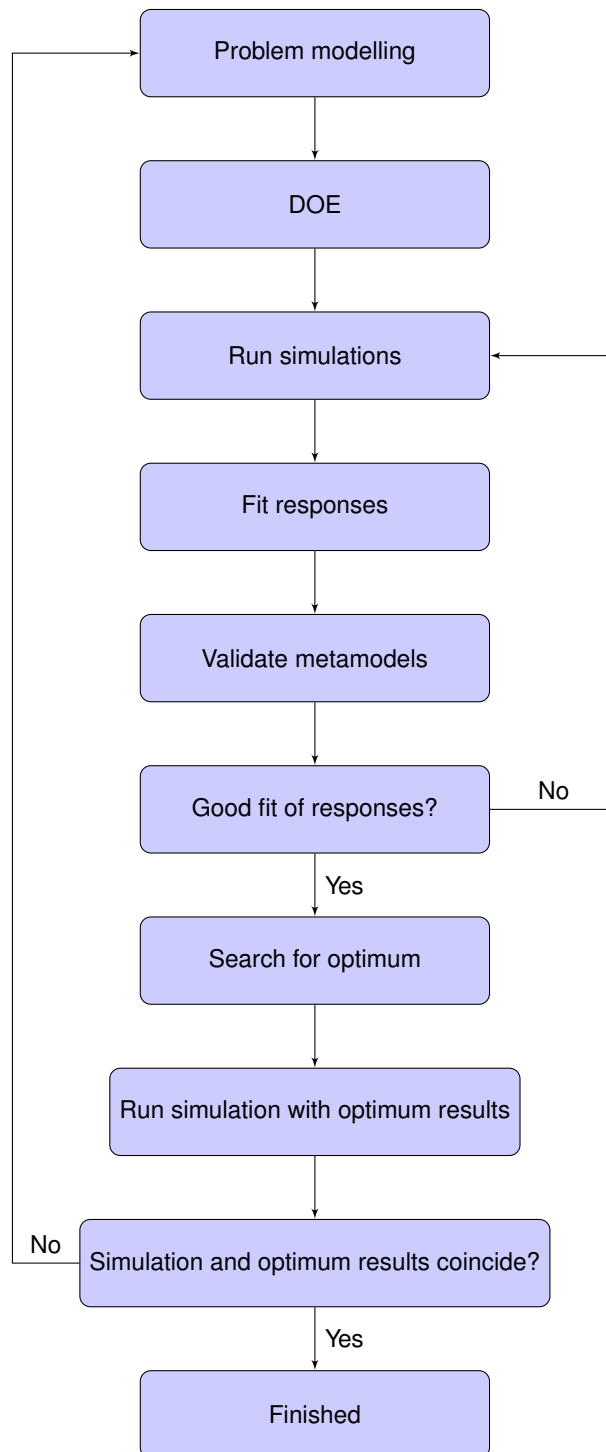 Problem modelling
DOE
Run simulations
Fit responses
Validate metamodels
Good fit of responses?
No
Yes
Search for optimum
Run simulation with optimum results
No
Simulation and optimum results coincide?
Yes
Finished